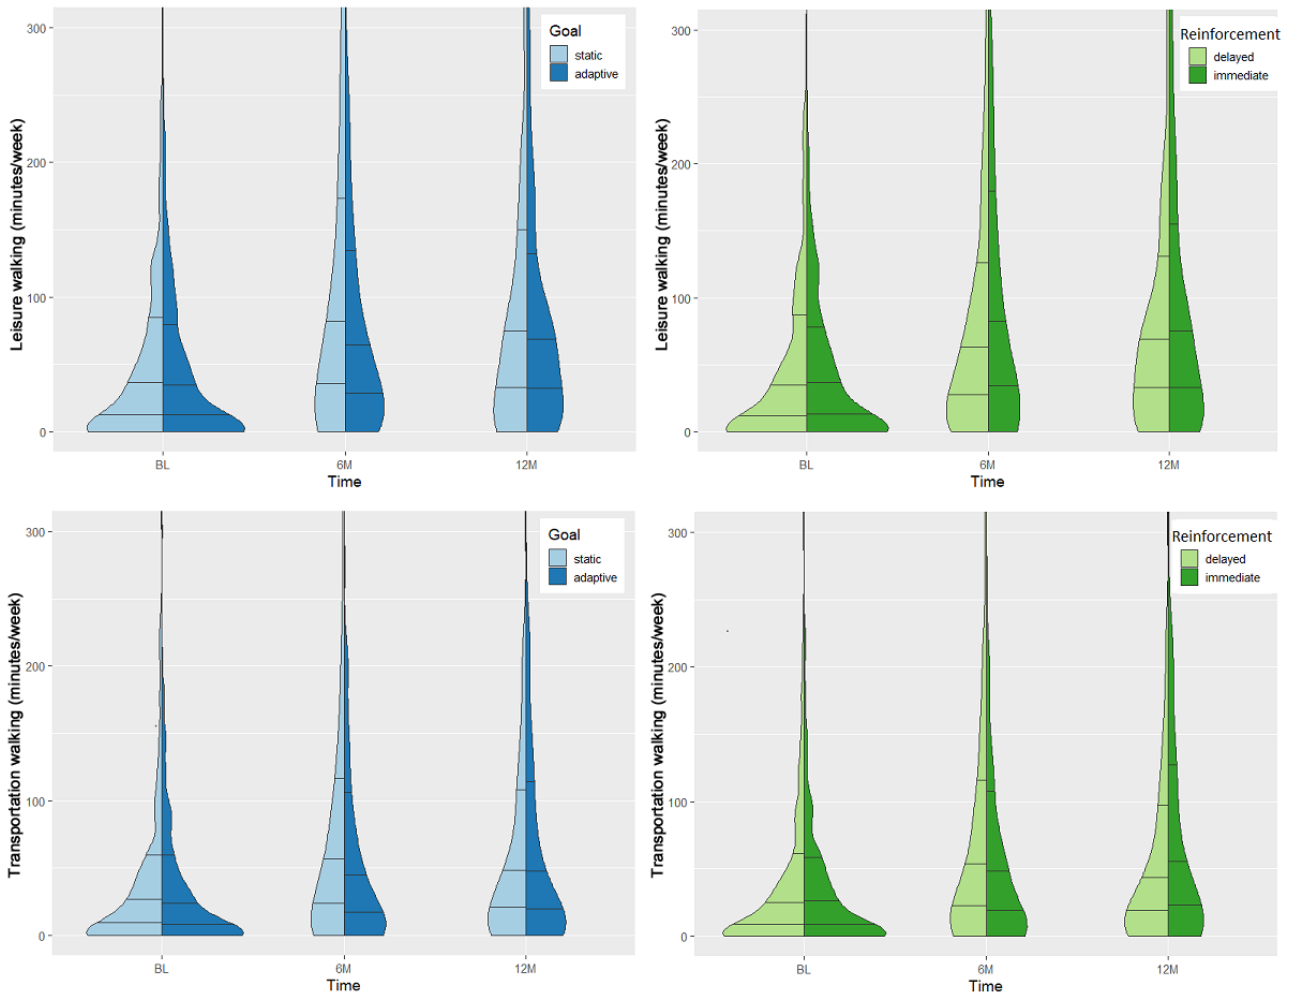 Leisure walking (minutes/week)
300
200
100
0
BL
6M
12M
Time
Goal
static
adaptive
Leisure walking (minutes/week)
300
200
100
0
BL
6M
12M
Time
Reinforcement
delayed
immediate
Transportation walking (minutes/week)
300
200
100
0
BL
6M
12M
Time
Goal
static
adaptive
Transportation walking (minutes/week)
300
200
100
0
BL
6M
12M
Time
Reinforcement
delayed
immediate